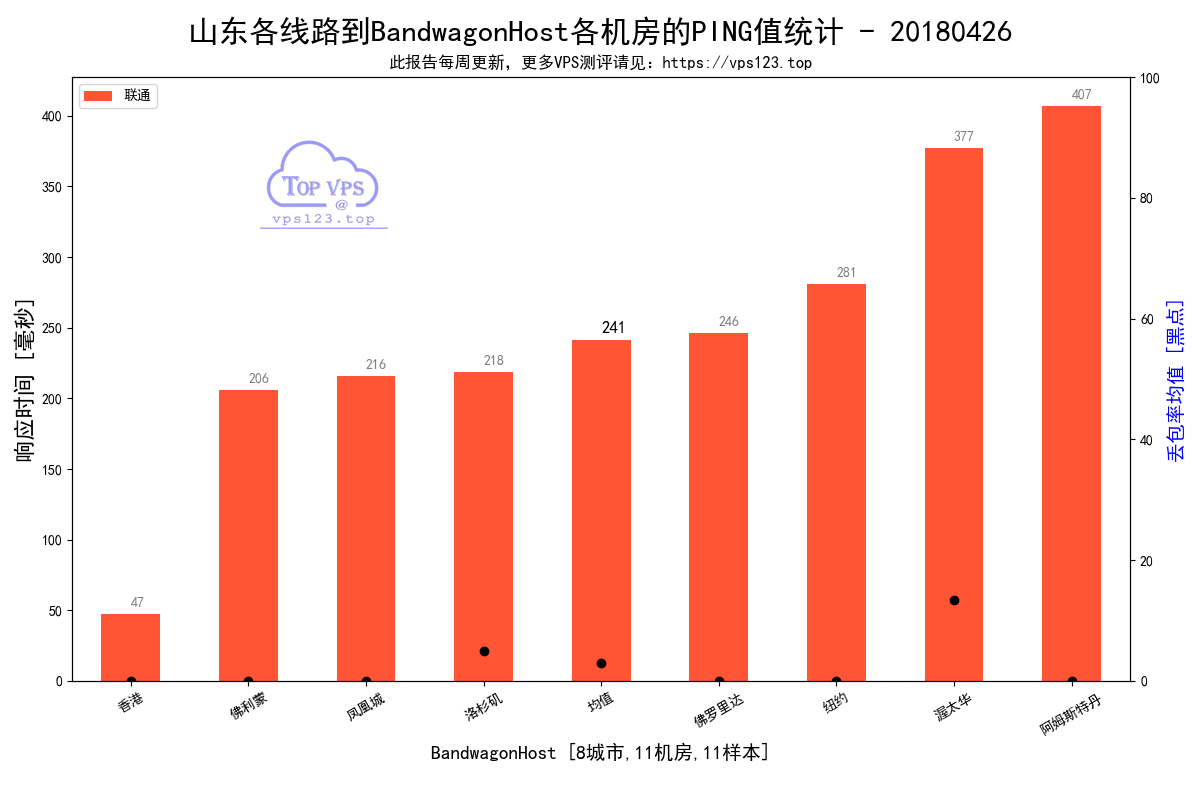 山东各线路到BandwagonHost各机房的PING值统计 - 20180426
此报告每周更新, 更多VPS测评请见: https://vps123.top
联通
TOP VPS
@
vps123.top
响应时间 [毫秒]
400
350
300
250
200
150
100
50
0
47
206
216
218
241
246
281
377
407
100
80
60
40
20
0
丢包率均值 [黑点]
香港
佛利蒙
凤凰城
洛杉矶
均值
佛罗里达
纽约
渥太华
阿姆斯特丹
BandwagonHost [8城市,11机房,11样本]